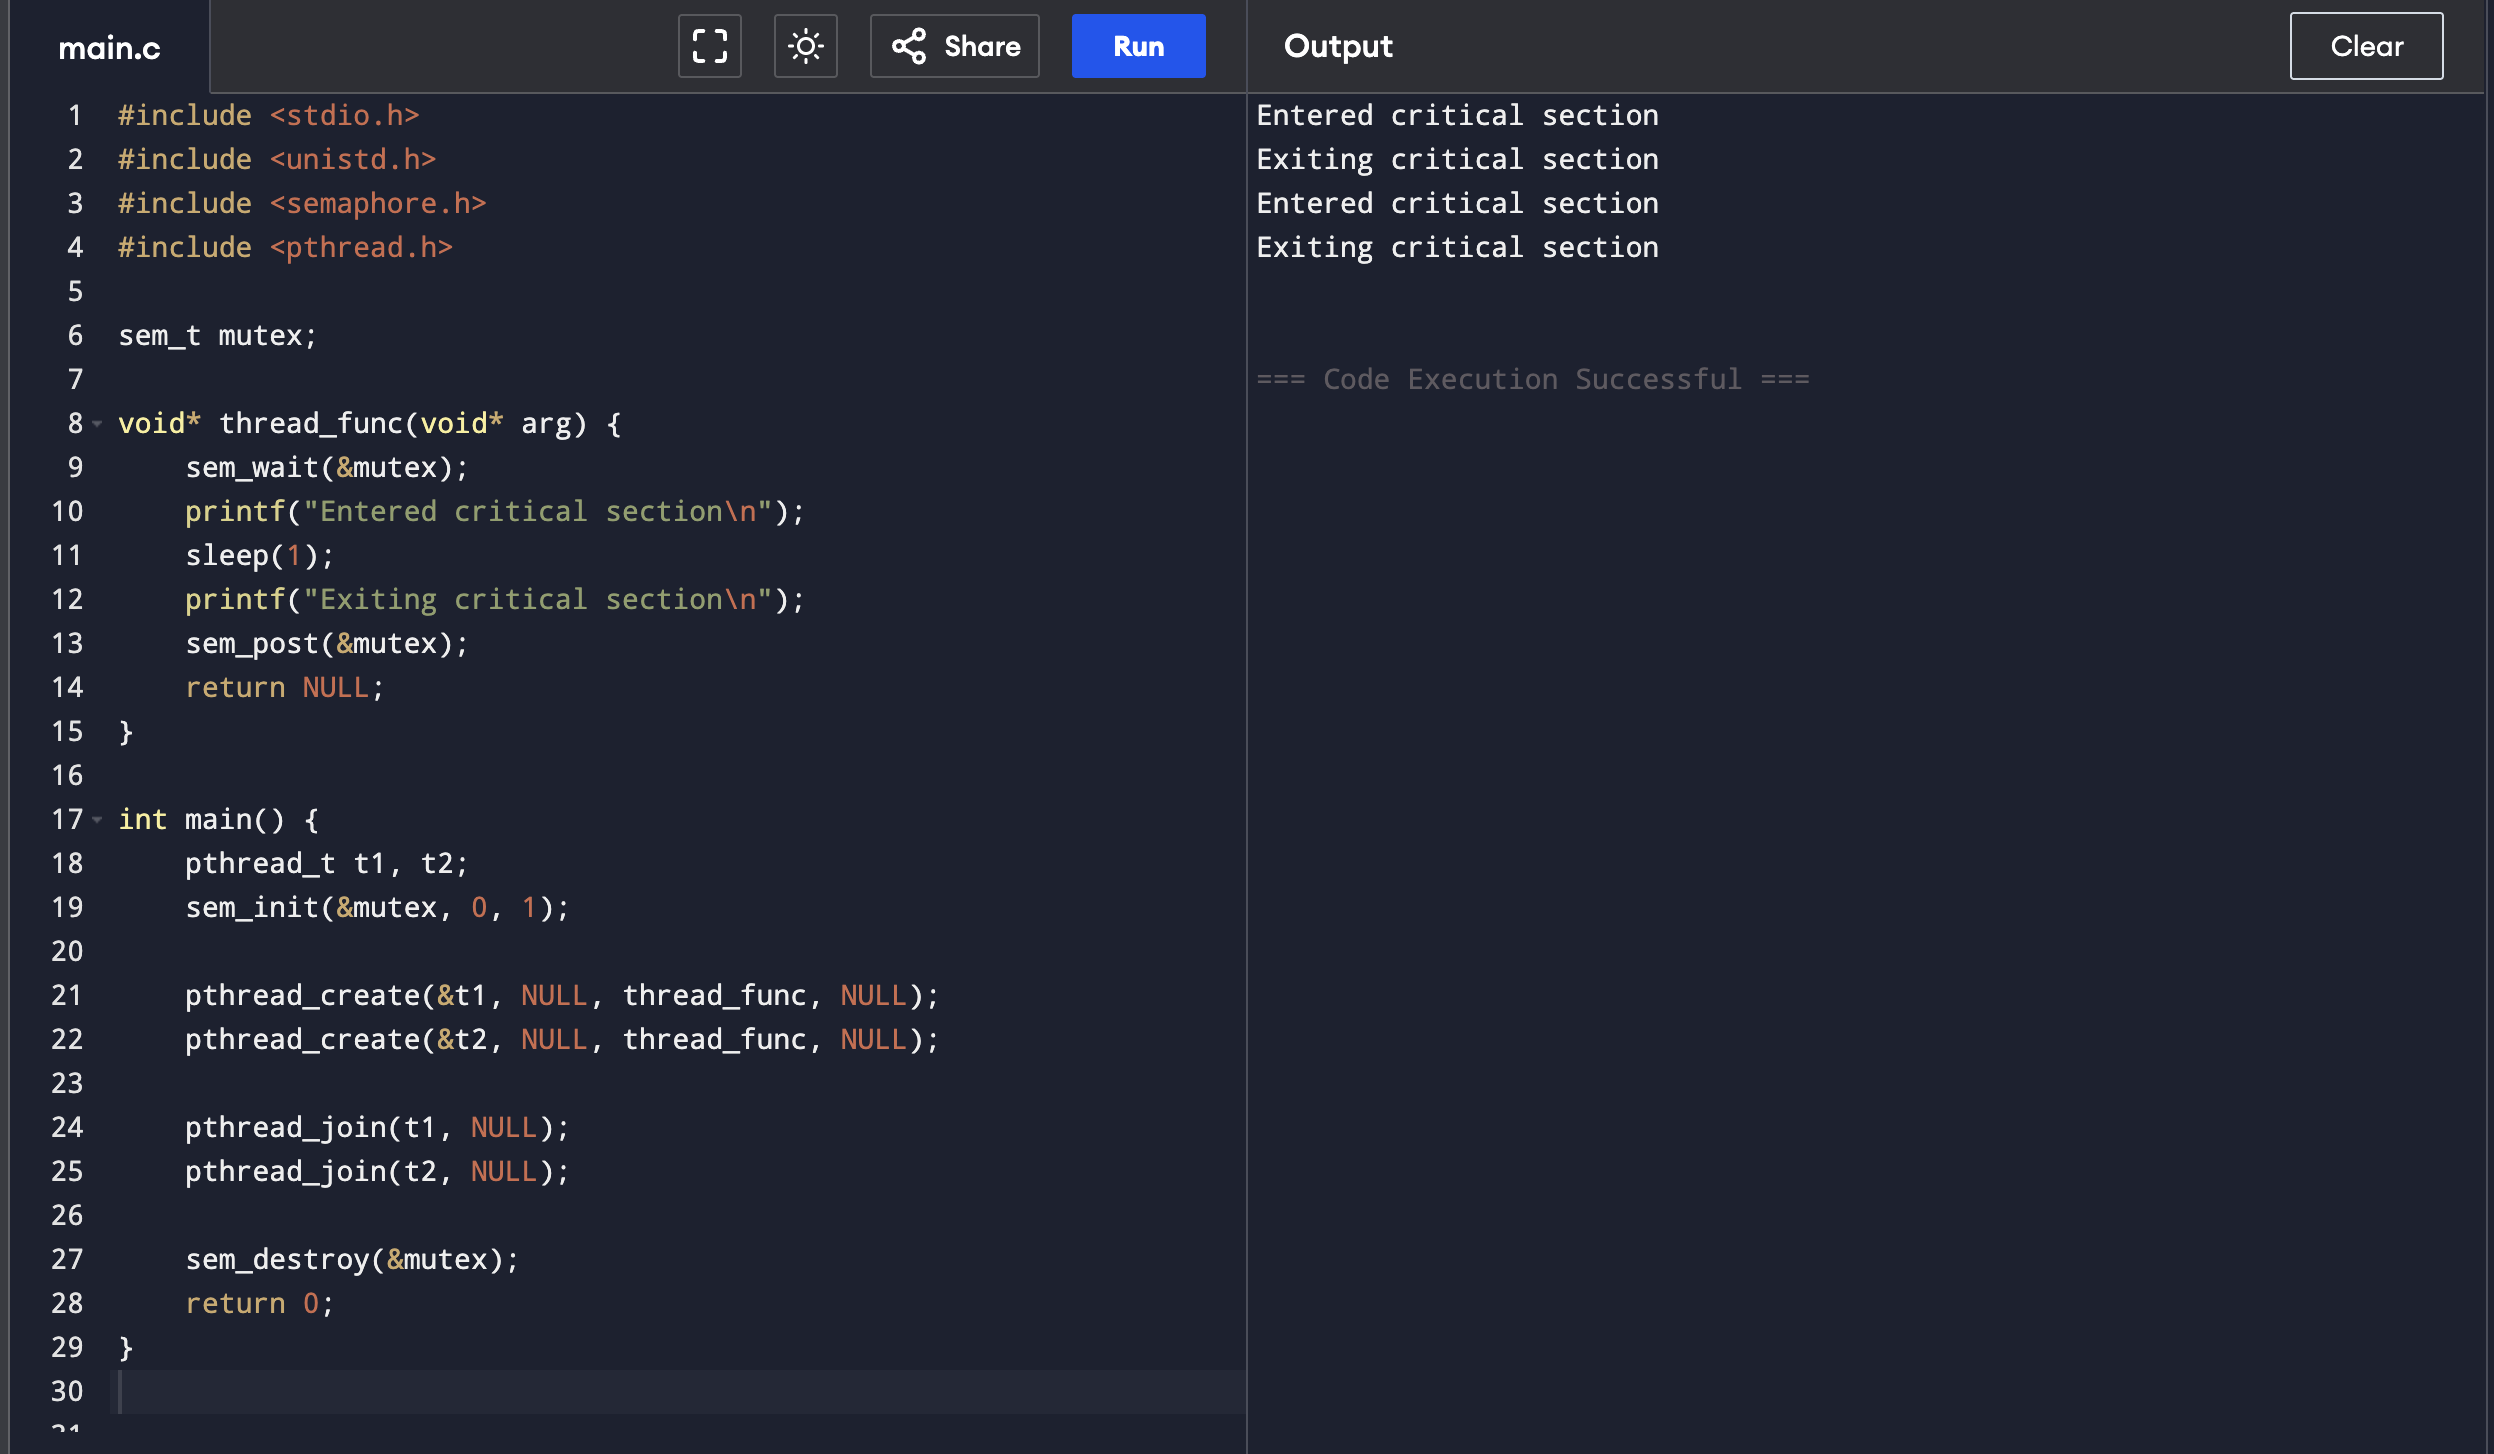 main.c
Share
Run
Output
Clear
1 #include <stdio.h>
2 #include <unistd.h>
3 #include <semaphore.h>
4 #include <pthread.h>
5
6 sem_t mutex;
7
8 void* thread_func(void* arg) {
9     sem_wait(&mutex);
10     printf("Entered critical section\n");
11     sleep(1);
12     printf("Exiting critical section\n");
13     sem_post(&mutex);
14     return NULL;
15 }
16
17 int main() {
18     pthread_t t1, t2;
19     sem_init(&mutex, 0, 1);
20
21     pthread_create(&t1, NULL, thread_func, NULL);
22     pthread_create(&t2, NULL, thread_func, NULL);
23
24     pthread_join(t1, NULL);
25     pthread_join(t2, NULL);
26
27     sem_destroy(&mutex);
28     return 0;
29 }
30
Entered critical section
Exiting critical section
Entered critical section
Exiting critical section
=== Code Execution Successful ===